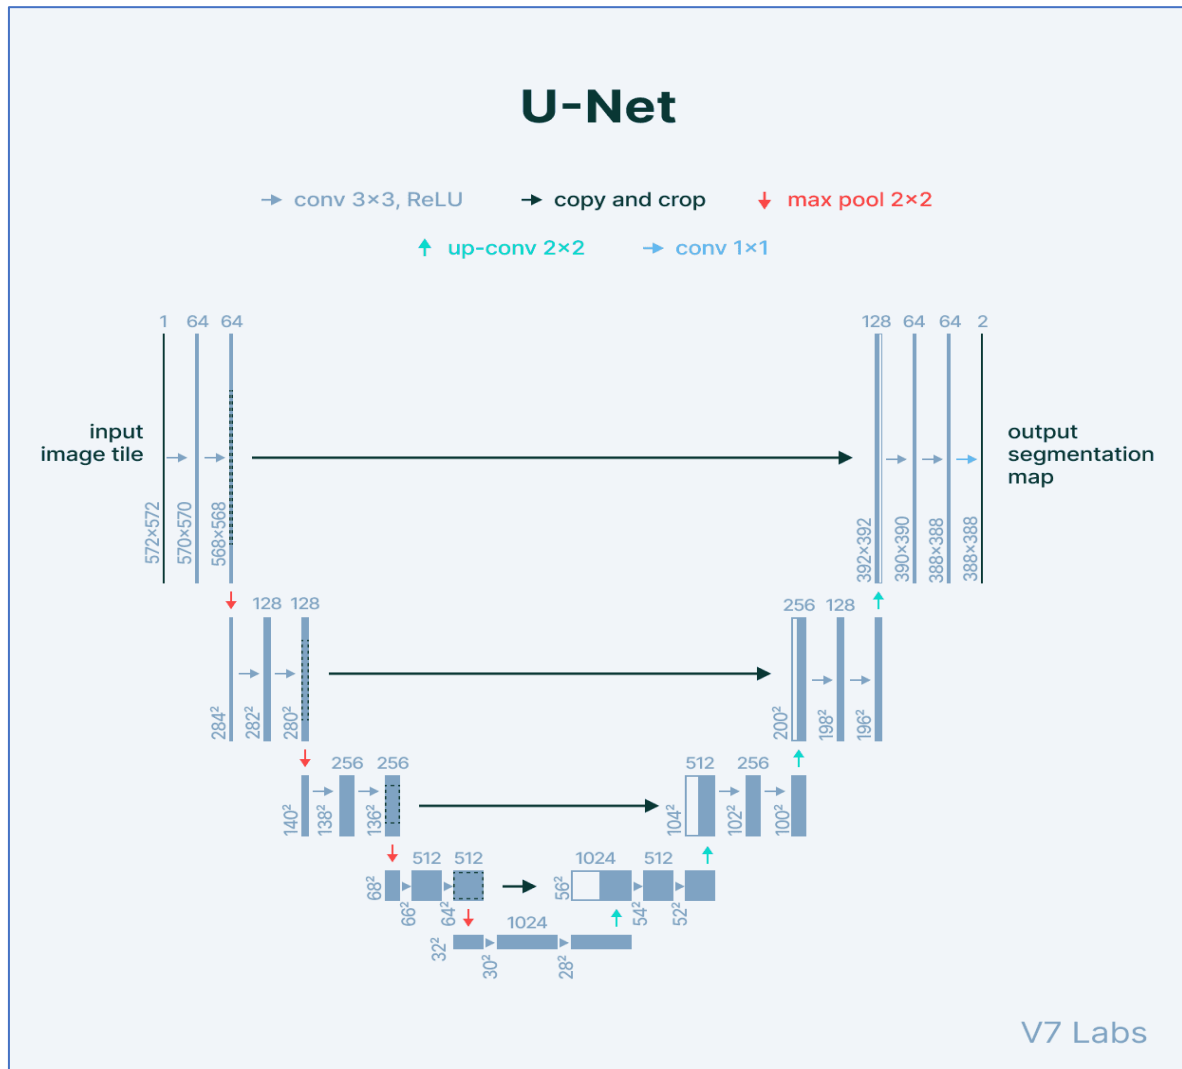 U-Net
conv 3×3, ReLU
copy and crop
max pool 2×2
up-conv 2×2
conv 1×1
1 64 64
128 64 64 2
input
image tile
output
segmentation
map
572×572
570×570
568×568
392×392
390×390
388×388
388×388
128 128
256 128
284²
282²
280²
200²
198²
196²
256 256
512 256
140²
138²
136²
104²
102²
100²
512 512
1024 512
68²
66²
64²
56²
54²
52²
1024
32²
30²
28²
V7 Labs